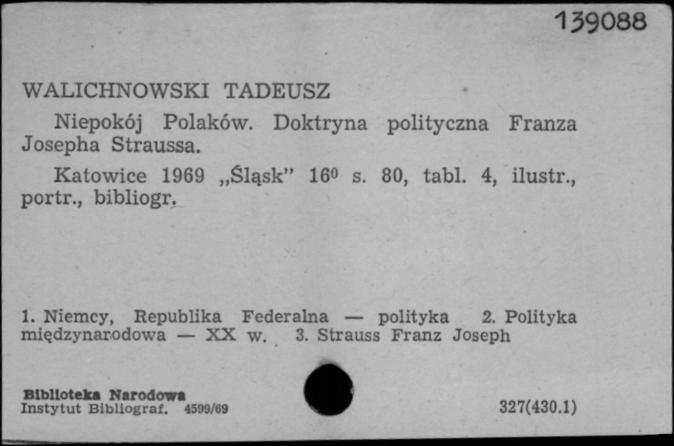 139088
WALICHNOWSKI TADEUSZ
Niepokój Polaków. Doktryna polityczna Franza
Josepha Straussa.
Katowice 1969 „Śląsk” 16⁰ s. 80, tabl. 4, ilustr.,
portr., bibliogr.
1. Niemcy, Republika Federalna — polityka 2. Polityka
międzynarodowa — XX w. 3. Strauss Franz Joseph
Biblioteka Narodowa
Instytut Bibliograf. 4599/69
327(430.1)